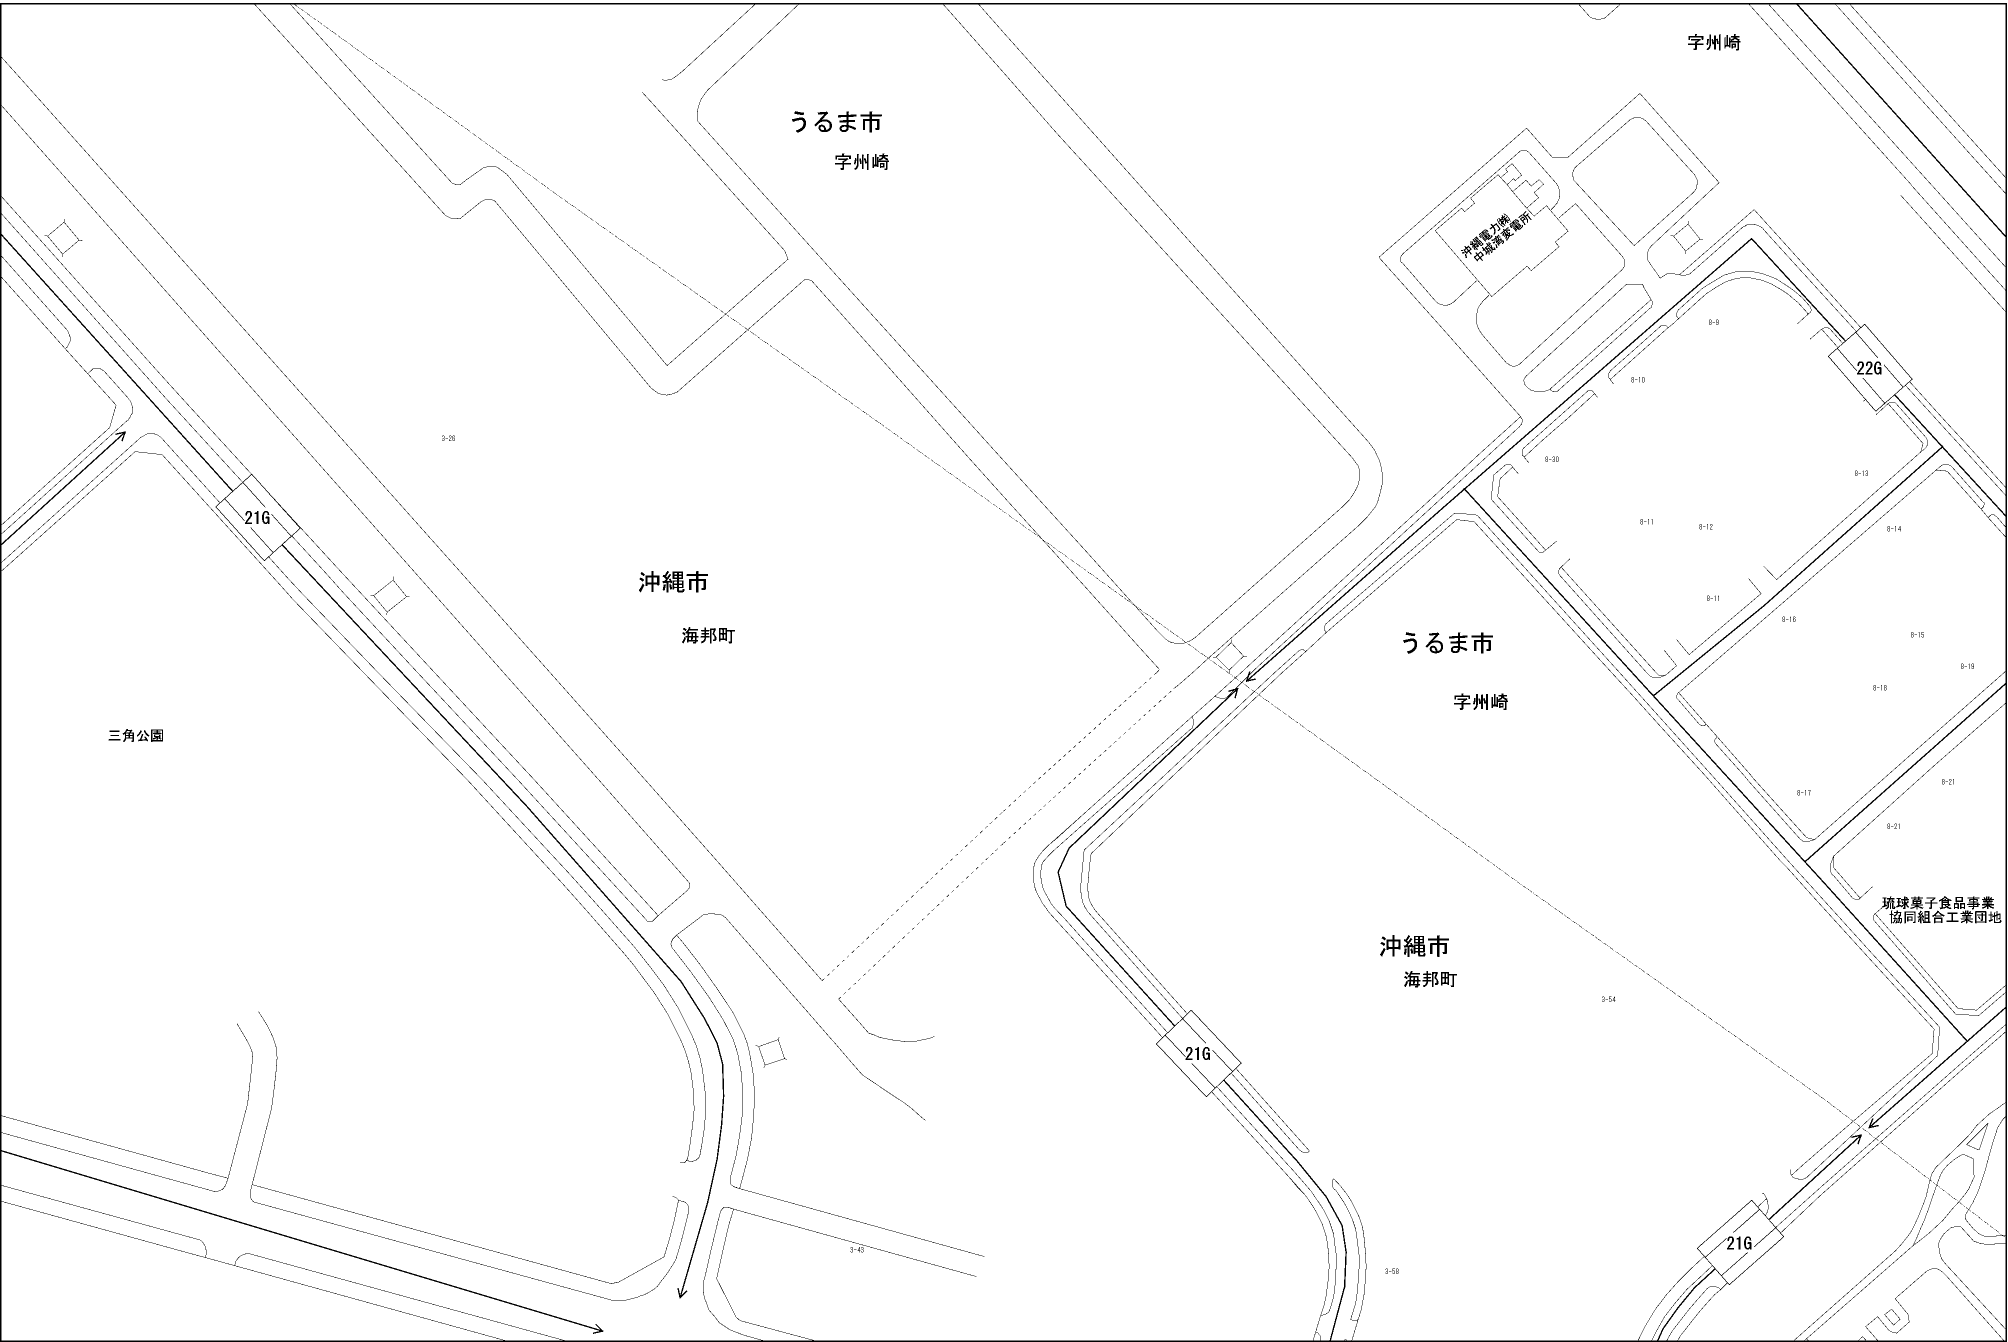 字州崎
うるま市
字州崎
沖縄電力㈱
中城湾変電所
8-9
22G
8-10
3-26
8-30
8-13
21G
8-11
8-12
8-14
沖縄市
海邦町
8-11
8-16
8-15
うるま市
8-19
8-18
字州崎
三角公園
8-21
8-17
8-21
琉球菓子食品事業
協同組合工業団地
沖縄市
海邦町
3-54
21G
21G
3-43
3-58